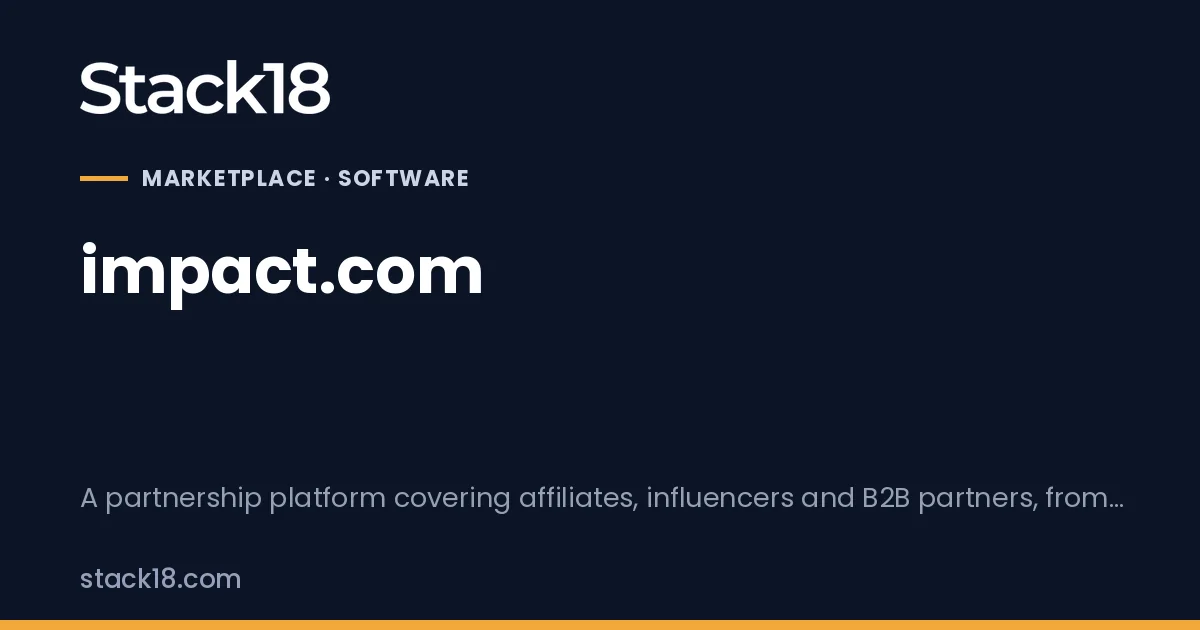 Stack18
MARKETPLACE · SOFTWARE
impact.com
A partnership platform covering affiliates, influencers and B2B partners, from…
stack18.com